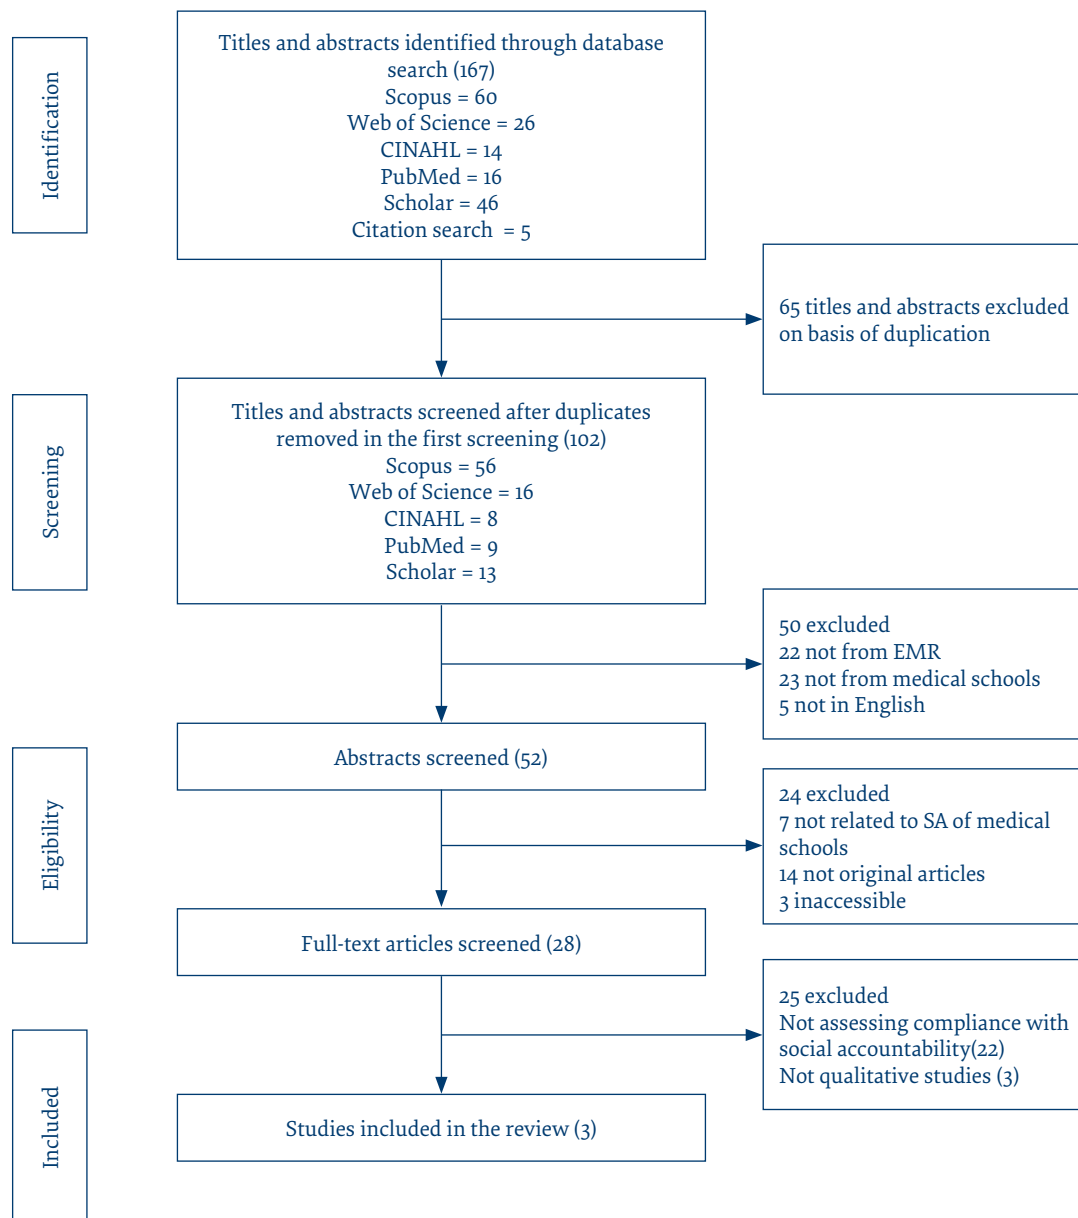 Identification
Titles and abstracts identified through database
search (167)
Scopus = 60
Web of Science = 26
CINAHL = 14
PubMed = 16
Scholar = 46
Citation search = 5
65 titles and abstracts excluded
on basis of duplication
Screening
Titles and abstracts screened after duplicates
removed in the first screening (102)
Scopus = 56
Web of Science = 16
CINAHL = 8
PubMed = 9
Scholar = 13
50 excluded
22 not from EMR
23 not from medical schools
5 not in English
Eligibility
Abstracts screened (52)
24 excluded
7 not related to SA of medical
schools
14 not original articles
3 inaccessible
Full-text articles screened (28)
25 excluded
Not assessing compliance with
social accountability(22)
Not qualitative studies (3)
Included
Studies included in the review (3)